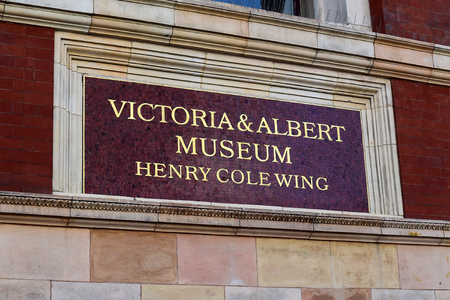 VICTORIA & ALBERT
MUSEUM
HENRY COLE WING